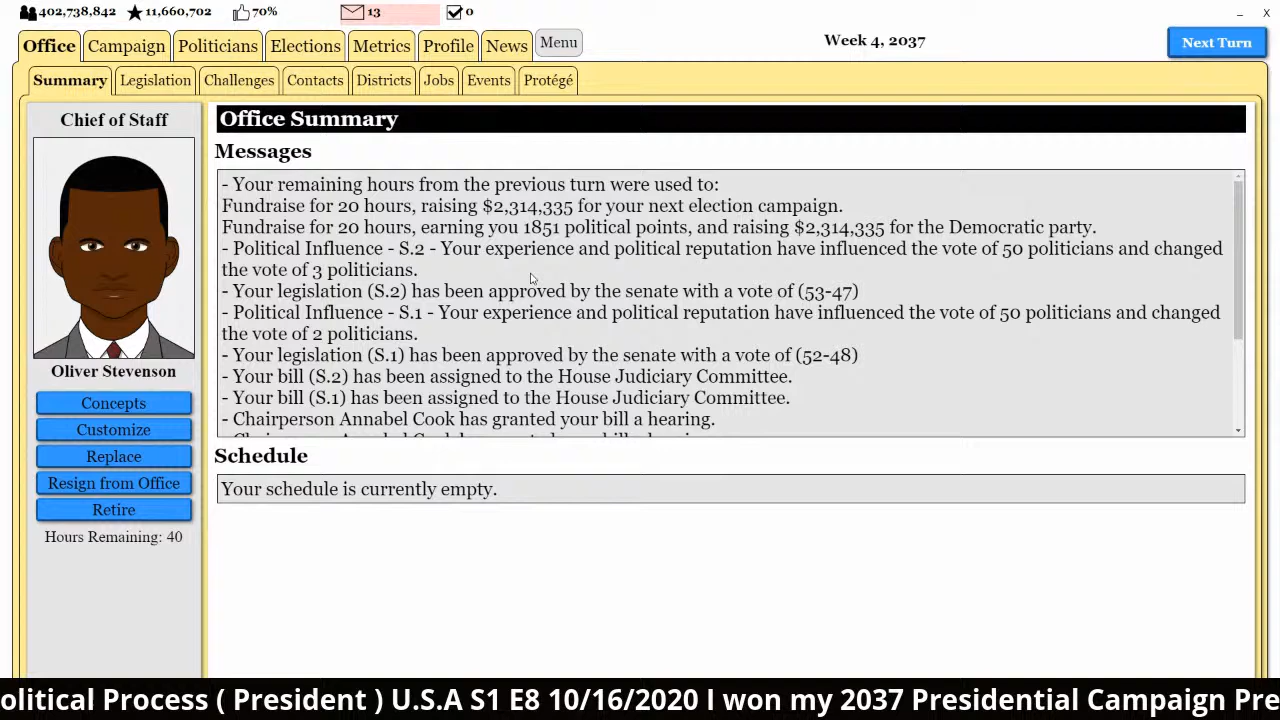 402,738,842 11,660,702 70% 13 0
_ X
Office Campaign Politicians Elections Metrics Profile News Menu Week 4, 2037 Next Turn
Summary Legislation Challenges Contacts Districts Jobs Events Protégé
Chief of Staff
Oliver Stevenson
Concepts
Customize
Replace
Resign from Office
Retire
Hours Remaining: 40
Office Summary
Messages
- Your remaining hours from the previous turn were used to:
Fundraise for 20 hours, raising $2,314,335 for your next election campaign.
Fundraise for 20 hours, earning you 1851 political points, and raising $2,314,335 for the Democratic party.
- Political Influence - S.2 - Your experience and political reputation have influenced the vote of 50 politicians and changed
the vote of 3 politicians.
- Your legislation (S.2) has been approved by the senate with a vote of (53-47)
- Political Influence - S.1 - Your experience and political reputation have influenced the vote of 50 politicians and changed
the vote of 2 politicians.
- Your legislation (S.1) has been approved by the senate with a vote of (52-48)
- Your bill (S.2) has been assigned to the House Judiciary Committee.
- Your bill (S.1) has been assigned to the House Judiciary Committee.
- Chairperson Annabel Cook has granted your bill a hearing.
Schedule
Your schedule is currently empty.
olitical Process ( President ) U.S.A S1 E8 10/16/2020 I won my 2037 Presidential Campaign Pre